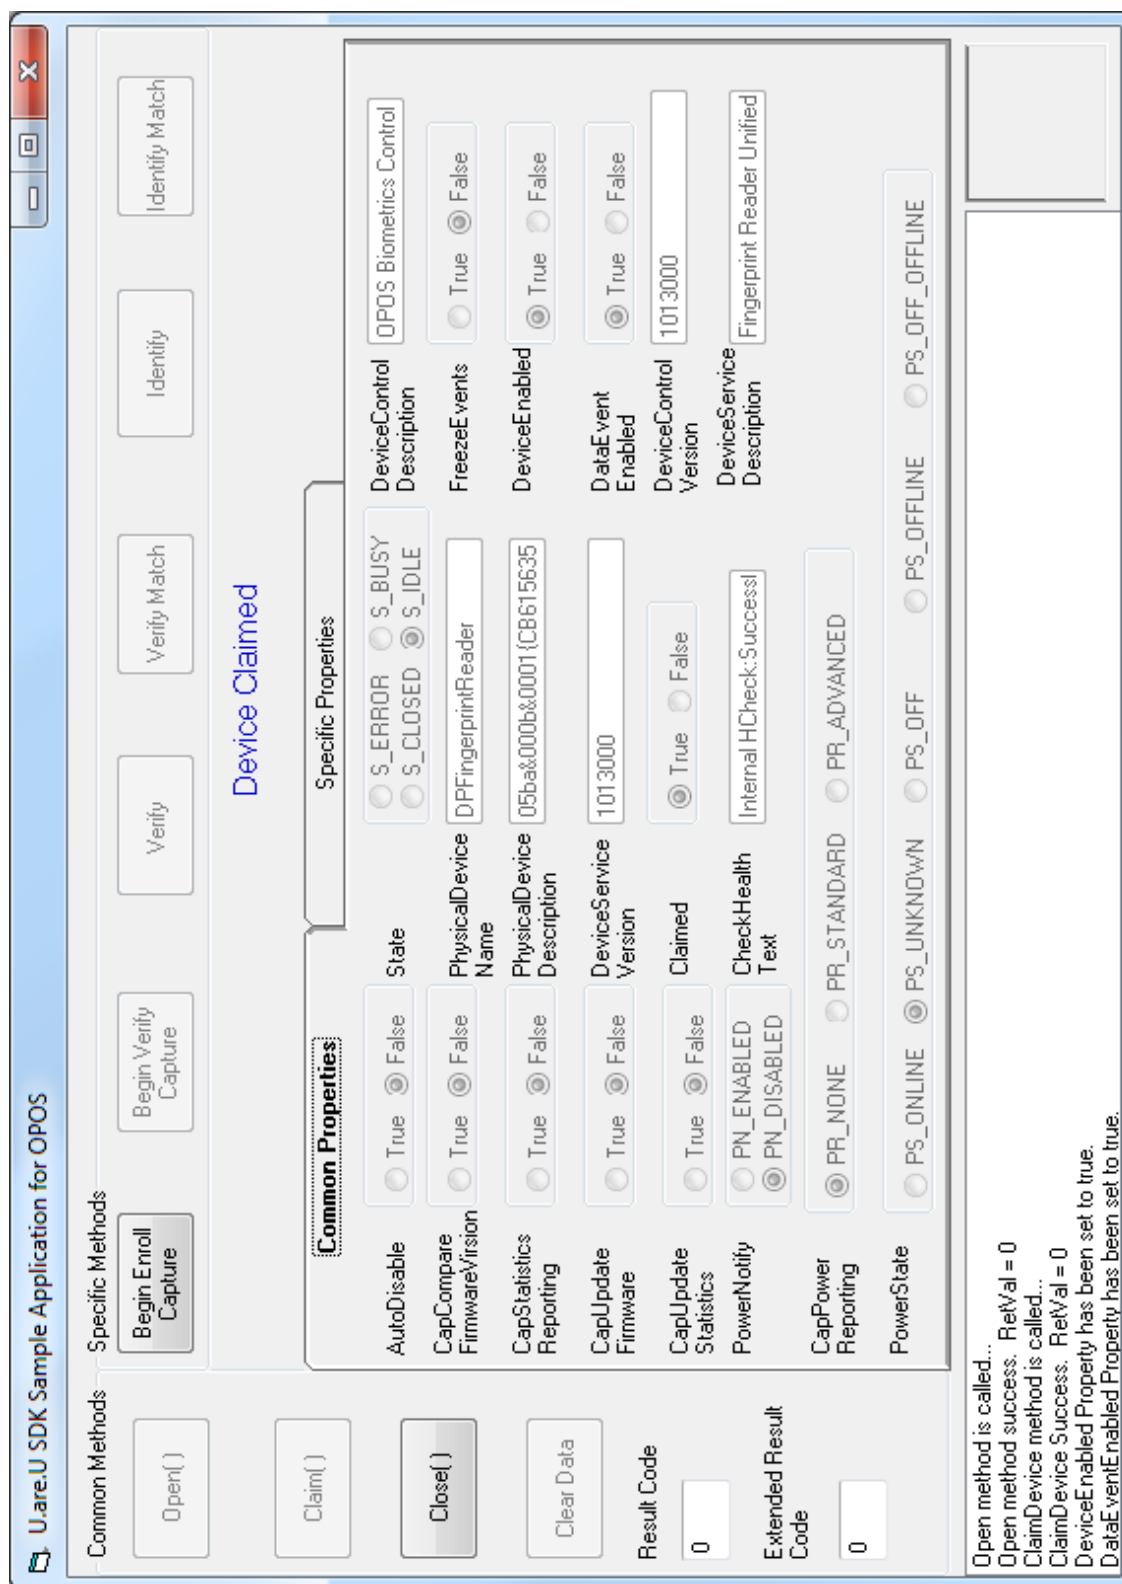 U.are.U SDK Sample Application for OPOS
Common Methods
Open( )
Claim( )
Close( )
Clear Data
Result Code
0
Extended Result
Code
0
Specific Methods
Begin Enroll
Capture
Begin Verify
Capture
Verify
Verify Match
Identify
Identify Match
Device Claimed
Common Properties
Specific Properties
AutoDisable
True False
CapCompare
FirmwareVirsion
True False
CapStatistics
Reporting
True False
CapUpdate
Firmware
True False
CapUpdate
Statistics
True False
PowerNotify
PN_ENABLED
PN_DISABLED
CapPower
Reporting
PR_NONE PR_STANDARD PR_ADVANCED
PowerState
PS_ONLINE PS_UNKNOWN PS_OFF PS_OFFLINE PS_OFF_OFFLINE
State
S_ERROR S_BUSY
S_CLOSED S_IDLE
PhysicalDevice
Name
DPFingerprintReader
PhysicalDevice
Description
05ba&000b&0001{CB615635
DeviceService
Version
1013000
Claimed
True False
CheckHealth
Text
Internal HCheck:Successf
DeviceControl
Description
OPOS Biometrics Control
FreezeEvents
True False
DeviceEnabled
True False
DataEvent
Enabled
True False
DeviceControl
Version
1013000
DeviceService
Description
Fingerprint Reader Unified
Open method is called...
Open method success. RetVal = 0
ClaimDevice method is called...
ClaimDevice Success. RetVal = 0
DeviceEnabled Property has been set to true.
DataEventEnabled Property has been set to true.